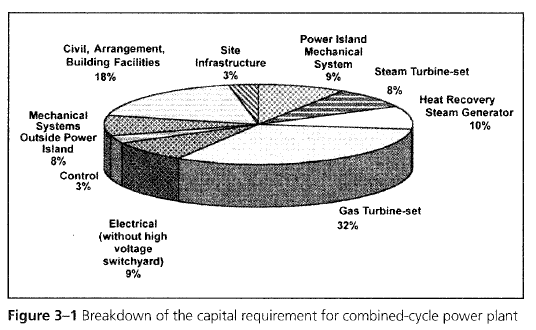 Power Island
Mechanical
System
9%
Steam Turbine-set
8%
Heat Recovery
Steam Generator
10%
Gas Turbine-set
32%
Electrical
(without high
voltage
switchyard)
9%
Control
3%
Mechanical
Systems
Outside Power
Island
8%
Civil, Arrangement,
Building Facilities
18%
Site
Infrastructure
3%
Figure 3–1 Breakdown of the capital requirement for combined-cycle power plant